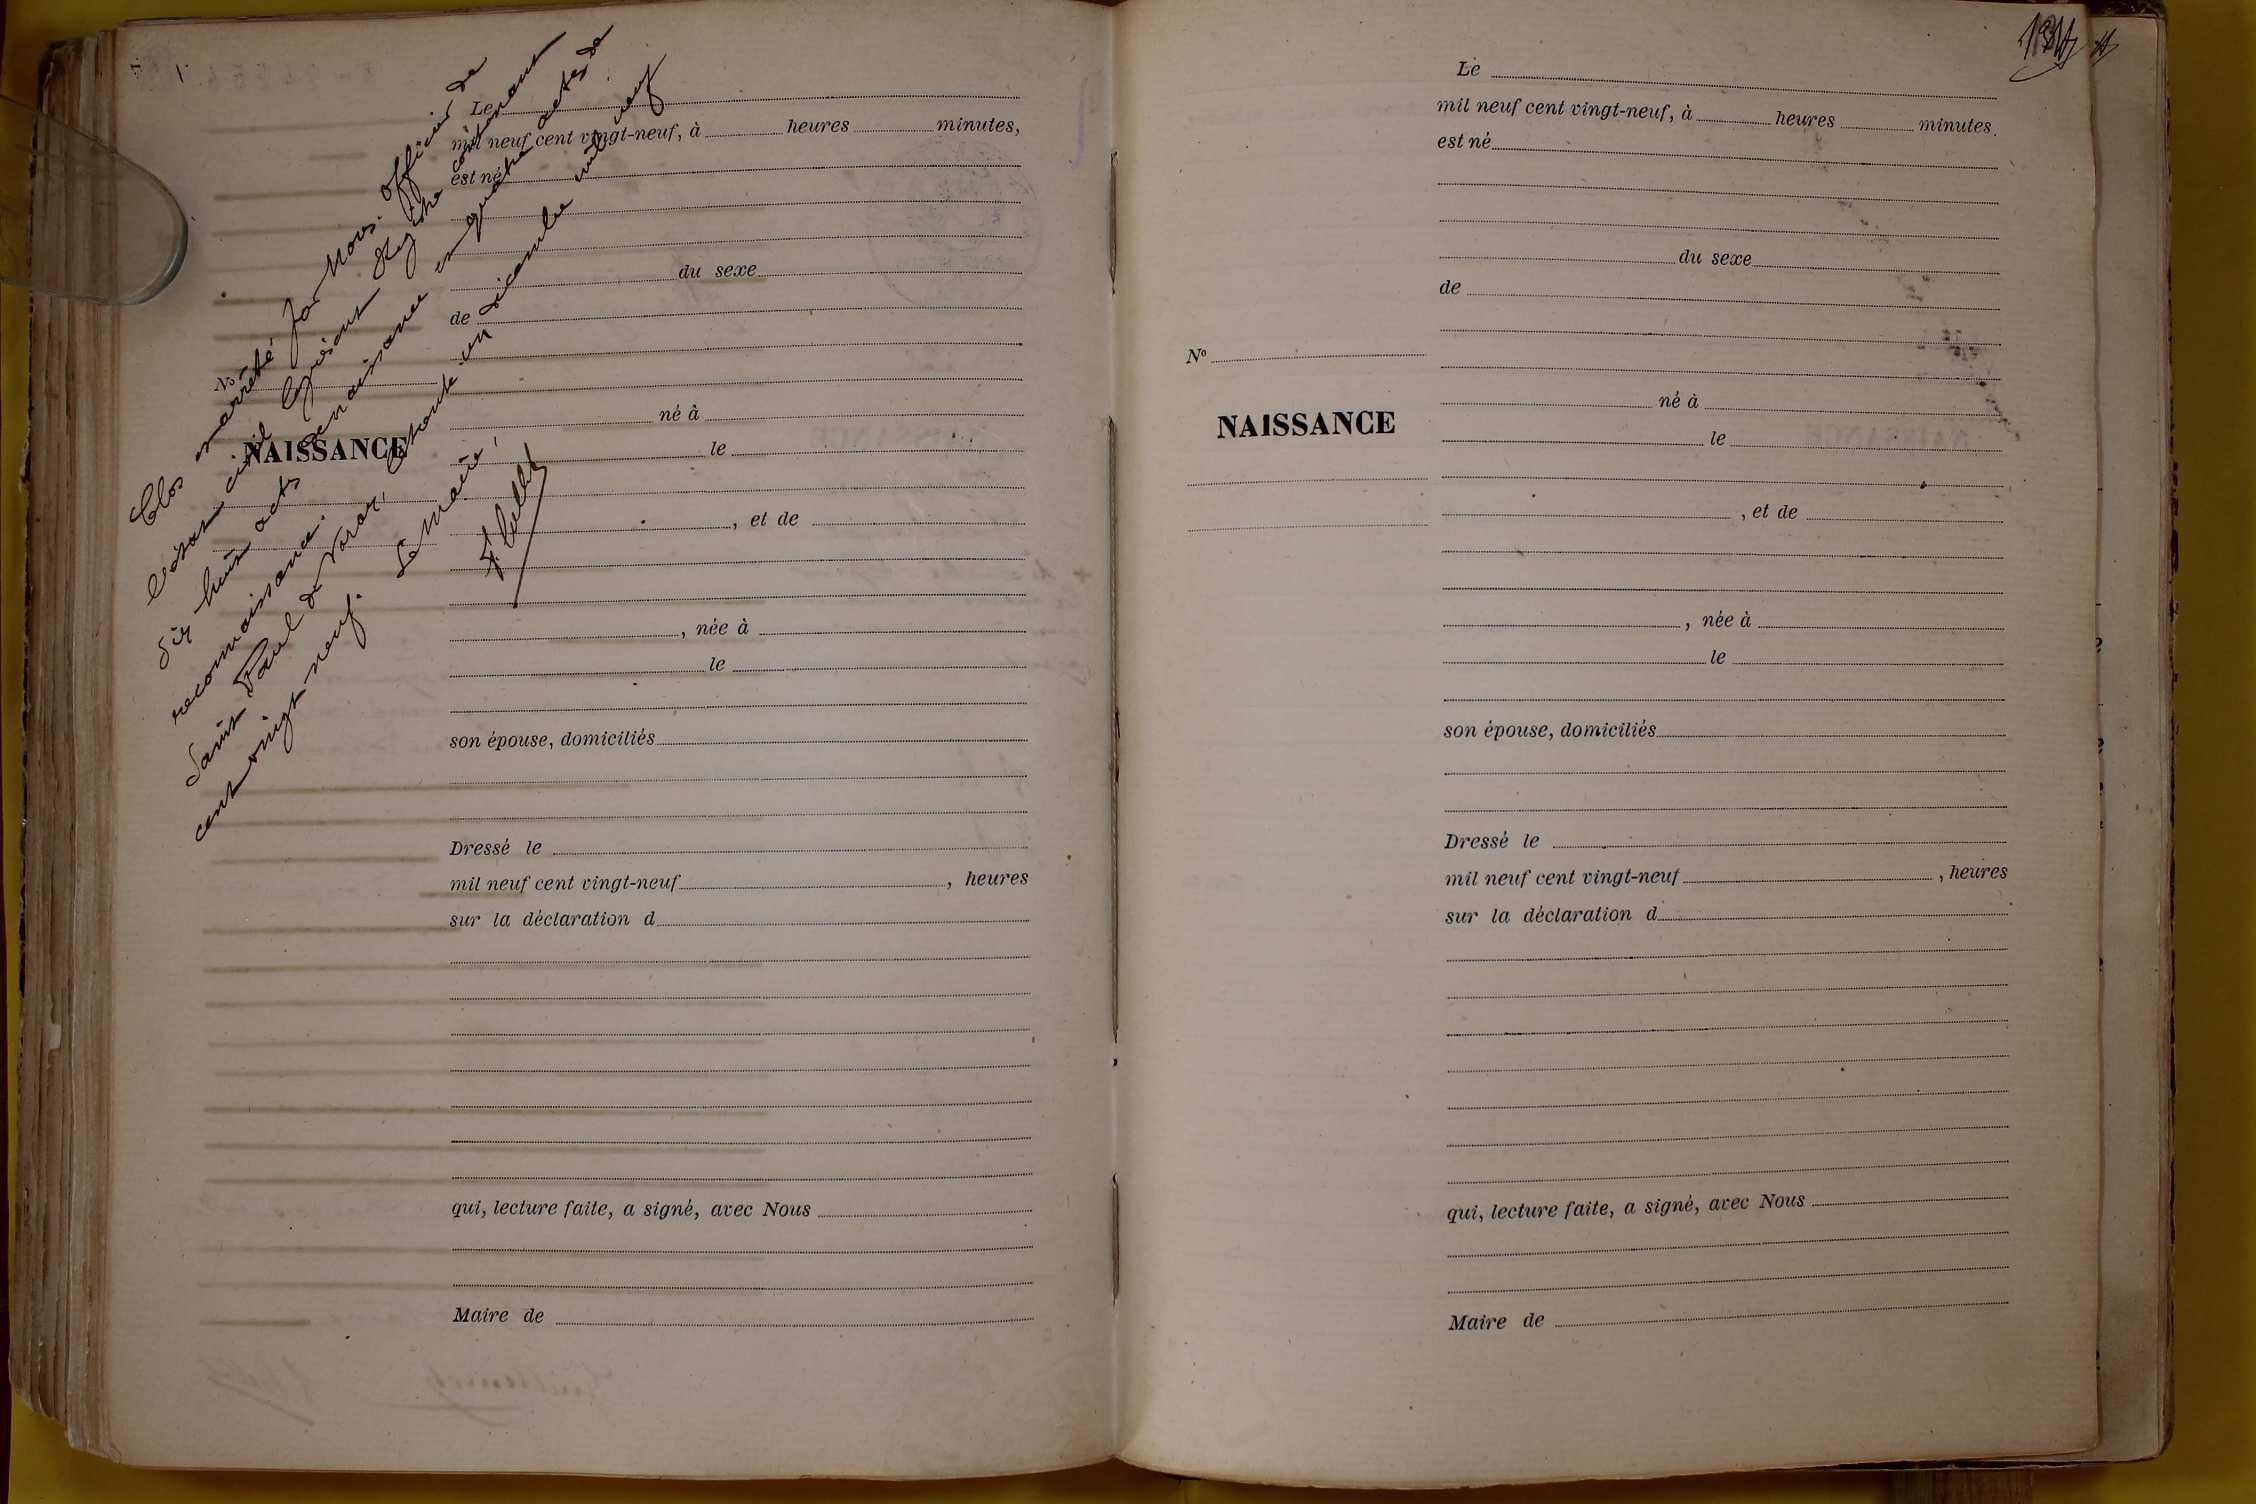 Clos et arrêté par Nous officier de
l'état civil le présent Registre contenant
dix huit actes de naissance et quatre actes de
reconnaissance.
Saint Paul de Varax, trente un décembre mil neuf
cent vingt neuf. Le Maire,
Le
mil neuf cent vingt-neuf, à heures minutes,
est né
du sexe
de
No
né à
NAISSANCE
le
, et de
, née à
le
son épouse, domiciliés
Dressé le
mil neuf cent vingt-neuf , heures
sur la déclaration d
qui, lecture faite, a signé, avec Nous
Maire de
Le
mil neuf cent vingt-neuf, à heures minutes.
est né
du sexe
de
No
né à
NAISSANCE
le
, et de
, née à
le
son épouse, domiciliés
Dressé le
mil neuf cent vingt-neuf , heures
sur la déclaration d
qui, lecture faite, a signé, avec Nous
Maire de